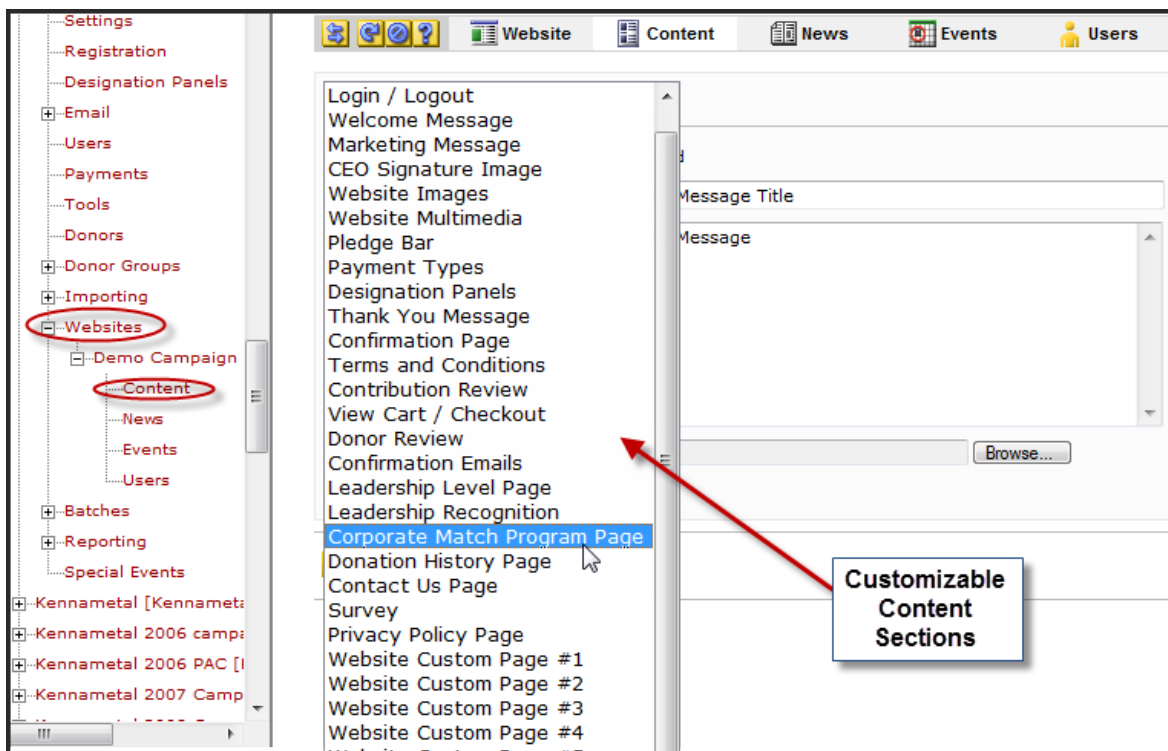 Settings
Registration
Designation Panels
Email
Users
Payments
Tools
Donors
Donor Groups
Importing
Websites
Demo Campaign
Content
News
Events
Users
Batches
Reporting
Special Events
Kennametal [Kenname
Kennametal 2006 camp
Kennametal 2006 PAC [
Kennametal 2007 Camp
Website
Content
News
Events
Users
Login / Logout
Welcome Message
Marketing Message
CEO Signature Image
Website Images
Website Multimedia
Pledge Bar
Payment Types
Designation Panels
Thank You Message
Confirmation Page
Terms and Conditions
Contribution Review
View Cart / Checkout
Donor Review
Confirmation Emails
Leadership Level Page
Leadership Recognition
Corporate Match Program Page
Donation History Page
Contact Us Page
Survey
Privacy Policy Page
Website Custom Page #1
Website Custom Page #2
Website Custom Page #3
Website Custom Page #4
Message Title
Message
Browse...
Customizable
Content
Sections